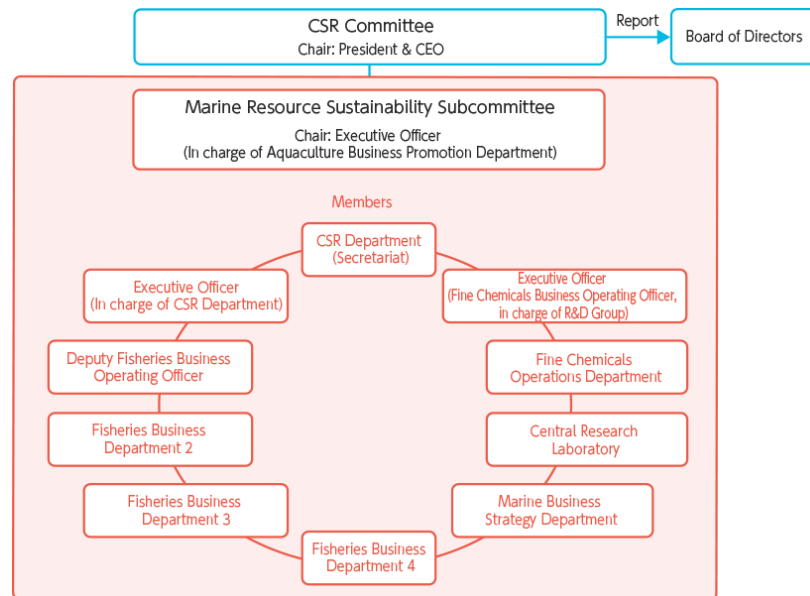 CSR Committee
Chair: President & CEO
Report
Board of Directors
Marine Resource Sustainability Subcommittee
Chair: Executive Officer
(In charge of Aquaculture Business Promotion Department)
Members
CSR Department
(Secretariat)
Executive Officer
(In charge of CSR Department)
Executive Officer
(Fine Chemicals Business Operating Officer,
in charge of R&D Group)
Deputy Fisheries Business
Operating Officer
Fine Chemicals
Operations Department
Fisheries Business
Department 2
Central Research
Laboratory
Fisheries Business
Department 3
Marine Business
Strategy Department
Fisheries Business
Department 4